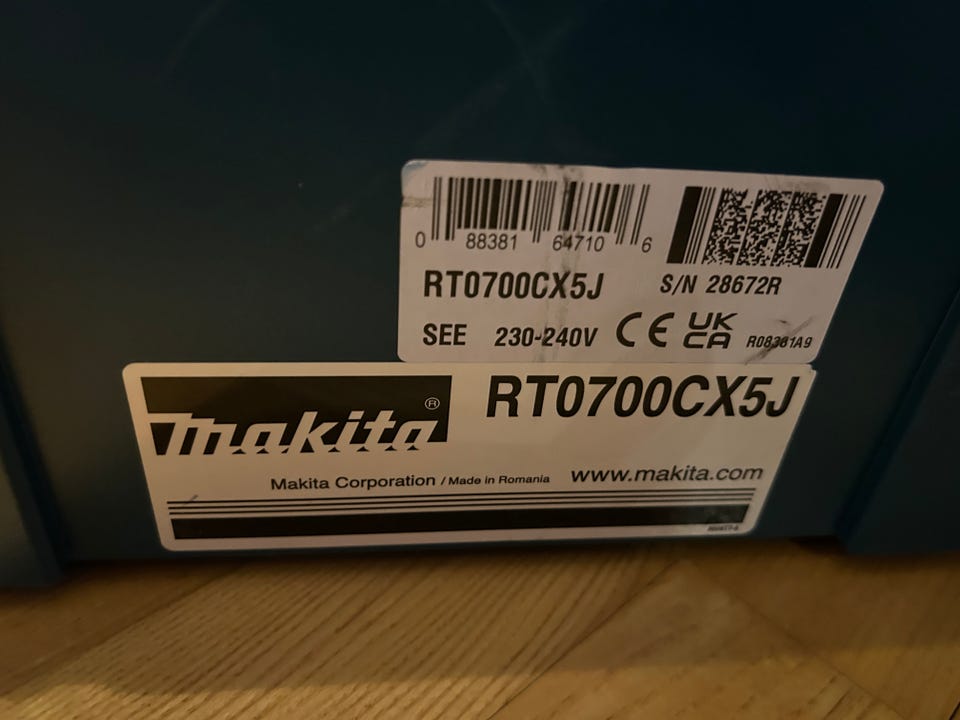 0 88381 64710 6
RT0700CX5J S/N 28672R
SEE 230-240V CE UK CA R08381A9
makita® RT0700CX5J
Makita Corporation / Made in Romania www.makita.com